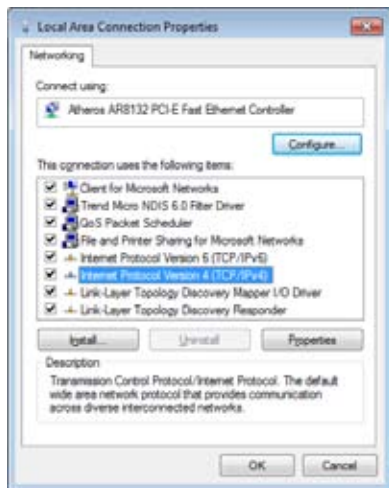 Local Area Connection Properties
Networking
Connect using:
Atheros AR8132 PCI-E Fast Ethernet Controller
Configure...
This connection uses the following items:
Client for Microsoft Networks
Trend Micro NDIS 6.0 Filter Driver
QoS Packet Scheduler
File and Printer Sharing for Microsoft Networks
Internet Protocol Version 6 (TCP/IPv6)
Internet Protocol Version 4 (TCP/IPv4)
Link-Layer Topology Discovery Mapper I/O Driver
Link-Layer Topology Discovery Responder
Install... Uninstall Properties
Description
Transmission Control Protocol/Internet Protocol. The default
wide area network protocol that provides communication
across diverse interconnected networks.
OK Cancel